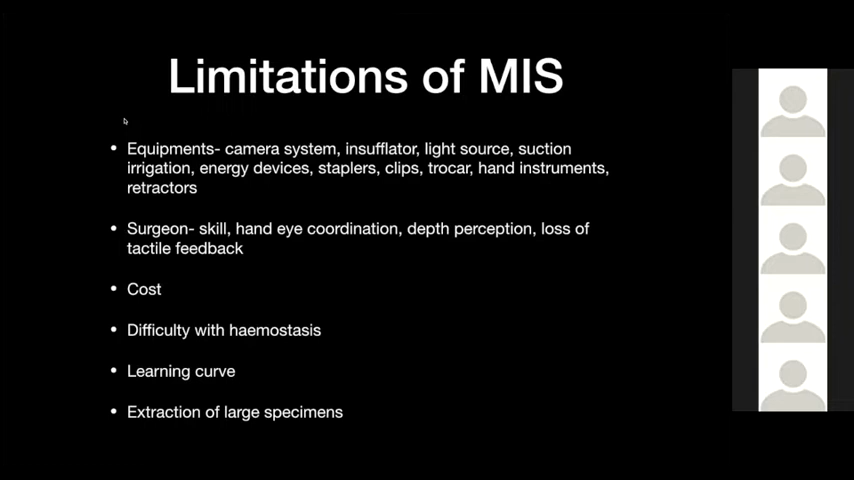 Limitations of MIS
• Equipments- camera system, insufflator, light source, suction
irrigation, energy devices, staplers, clips, trocar, hand instruments,
retractors
• Surgeon- skill, hand eye coordination, depth perception, loss of
tactile feedback
• Cost
• Difficulty with haemostasis
• Learning curve
• Extraction of large specimens